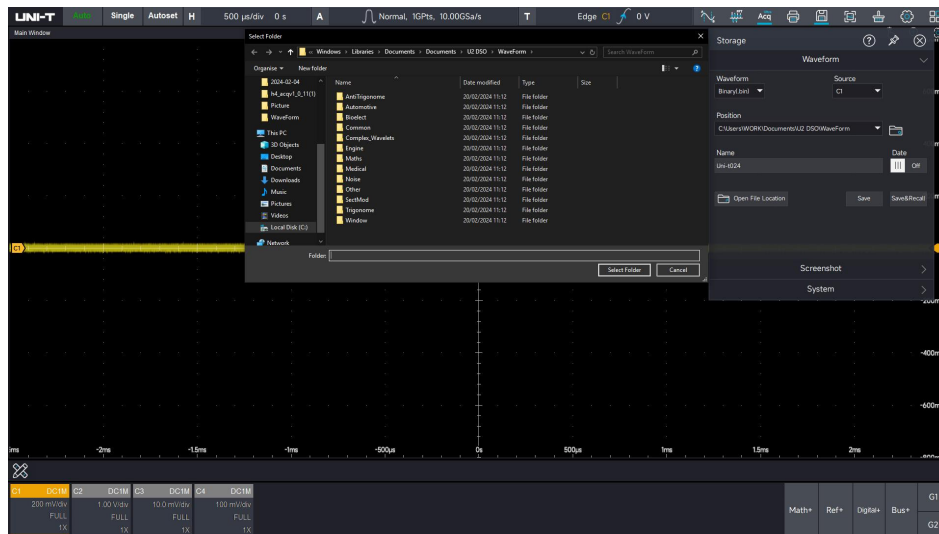 UNI-T Auto Single Autoset H 500 μs/div 0 s A Normal, 1GPts, 10.00GSa/s T Edge C1 0 V Acq
Main Window
Select Folder
Windows › Libraries › Documents › Documents › U2 DSO › WaveForm › Search WaveForm
Organise New folder
2024-02-04
h4_acqv1_0_11(1)
Picture
WaveForm
This PC
3D Objects
Desktop
Documents
Downloads
Music
Pictures
Videos
Local Disk (C:)
Network
Name Date modified Type Size
AntiTrigonome 20/02/2024 11:12 File folder
Automotive 20/02/2024 11:12 File folder
Bioelect 20/02/2024 11:12 File folder
Common 20/02/2024 11:12 File folder
Complex_Wavelets 20/02/2024 11:12 File folder
Engine 20/02/2024 11:12 File folder
Maths 20/02/2024 11:12 File folder
Medical 20/02/2024 11:12 File folder
Noise 20/02/2024 11:12 File folder
Other 20/02/2024 11:12 File folder
SectMod 20/02/2024 11:12 File folder
Trigonome 20/02/2024 11:12 File folder
Window 20/02/2024 11:12 File folder
Folder:
Select Folder Cancel
Storage
Waveform
Waveform Source
Binary(.bin) C1
Position
C:\Users\WORK\Documents\U2 DSO\WaveForm
Name Date
Uni-t024 Off
Open File Location Save Save&Recall
Screenshot
System
C1
-400m
-600m
-2ms -1.5ms -1ms -500μs 0s 500μs 1ms 1.5ms 2ms
C1 DC1M C2 DC1M C3 DC1M C4 DC1M
200 mV/div 1.00 V/div 10.0 mV/div 100 mV/div
FULL FULL FULL FULL
1X 1X 1X 1X
Math+ Ref+ Digital+ Bus+
G1
G2